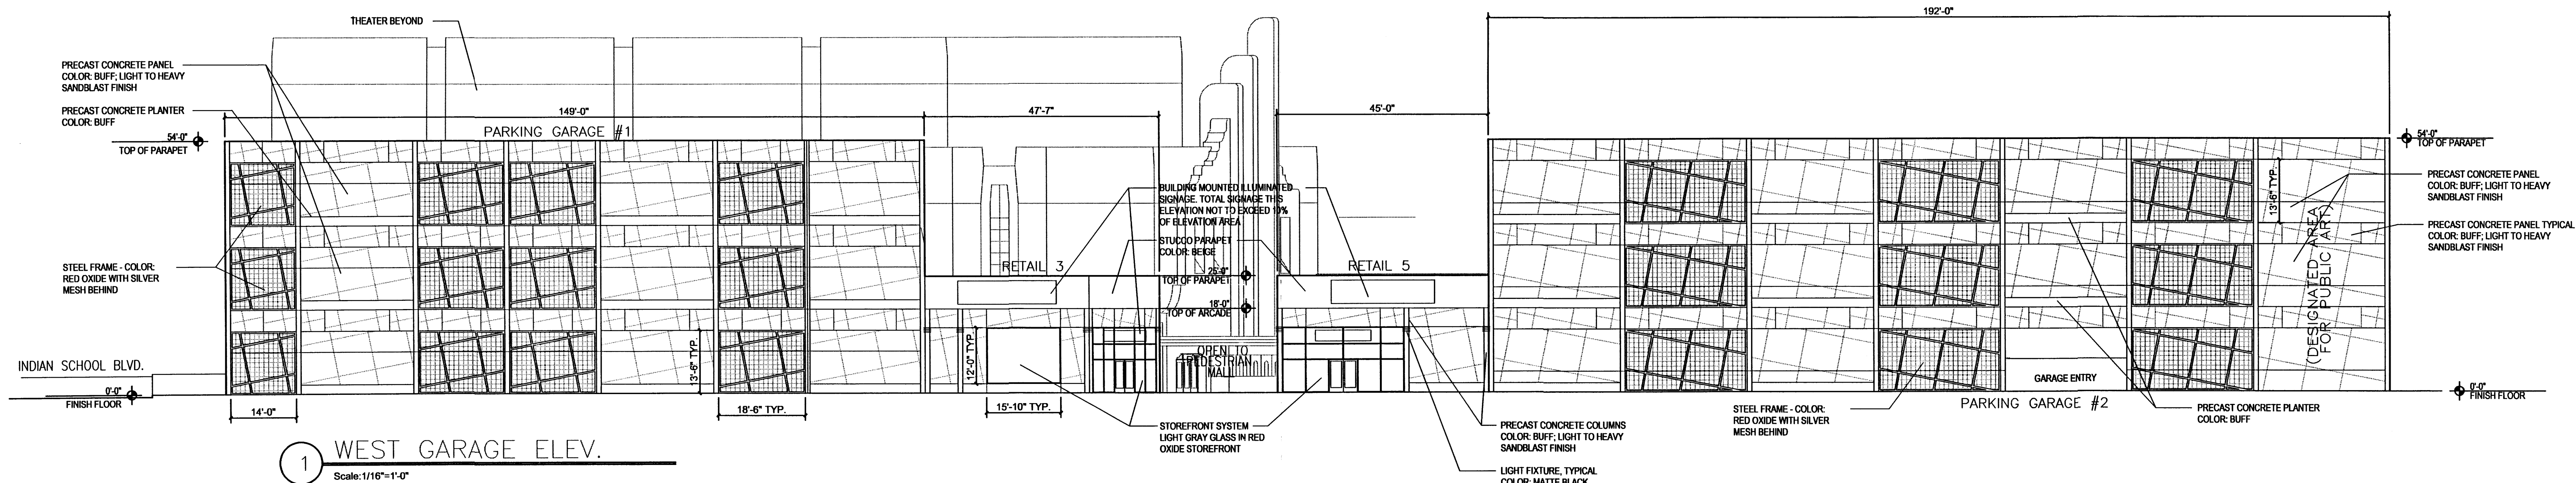 THEATER BEYOND
PRECAST CONCRETE PANEL
COLOR: BUFF; LIGHT TO HEAVY
SANDBLAST FINISH
PRECAST CONCRETE PLANTER
COLOR: BUFF
54'-0"
TOP OF PARAPET
STEEL FRAME - COLOR:
RED OXIDE WITH SILVER
MESH BEHIND
INDIAN SCHOOL BLVD.
0'-0"
FINISH FLOOR
149'-0"
PARKING GARAGE #1
14'-0"
18'-6" TYP.
13'-6" TYP.
47'-7"
45'-0"
192'-0"
BUILDING MOUNTED ILLUMINATED
SIGNAGE. TOTAL SIGNAGE THIS
ELEVATION NOT TO EXCEED 10%
OF ELEVATION AREA
STUCCO PARAPET
COLOR: BEIGE
RETAIL 3
25'-0"
TOP OF PARAPET
18'-0"
TOP OF ARCADE
RETAIL 5
12'-0" TYP.
15'-10" TYP.
OPEN TO
PEDESTRIAN
MALL
STOREFRONT SYSTEM
LIGHT GRAY GLASS IN RED
OXIDE STOREFRONT
PRECAST CONCRETE COLUMNS
COLOR: BUFF; LIGHT TO HEAVY
SANDBLAST FINISH
LIGHT FIXTURE, TYPICAL
COLOR: MATTE BLACK
STEEL FRAME - COLOR:
RED OXIDE WITH SILVER
MESH BEHIND
GARAGE ENTRY
PARKING GARAGE #2
PRECAST CONCRETE PLANTER
COLOR: BUFF
13'-6" TYP.
(DESIGNATED AREA
FOR PUBLIC ART)
54'-0"
TOP OF PARAPET
PRECAST CONCRETE PANEL
COLOR: BUFF; LIGHT TO HEAVY
SANDBLAST FINISH
PRECAST CONCRETE PANEL TYPICAL
COLOR: BUFF; LIGHT TO HEAVY
SANDBLAST FINISH
0'-0"
FINISH FLOOR
1
WEST GARAGE ELEV.
Scale:1/16"=1'-0"